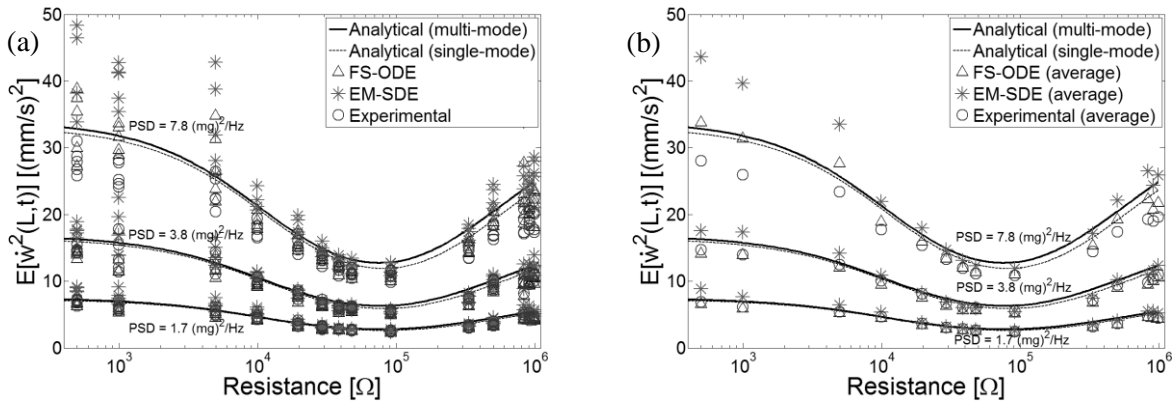 (a)
E[ẇ²(L,t)] [(mm/s)²]
50
40
30
20
10
0
Analytical (multi-mode)
Analytical (single-mode)
FS-ODE
EM-SDE
Experimental
PSD = 7.8 (mg)²/Hz
PSD = 3.8 (mg)²/Hz
PSD = 1.7 (mg)²/Hz
10³ 10⁴ 10⁵ 10⁶
Resistance [Ω]
(b)
E[ẇ²(L,t)] [(mm/s)²]
50
40
30
20
10
0
Analytical (multi-mode)
Analytical (single-mode)
FS-ODE (average)
EM-SDE (average)
Experimental (average)
PSD = 7.8 (mg)²/Hz
PSD = 3.8 (mg)²/Hz
PSD = 1.7 (mg)²/Hz
10³ 10⁴ 10⁵ 10⁶
Resistance [Ω]